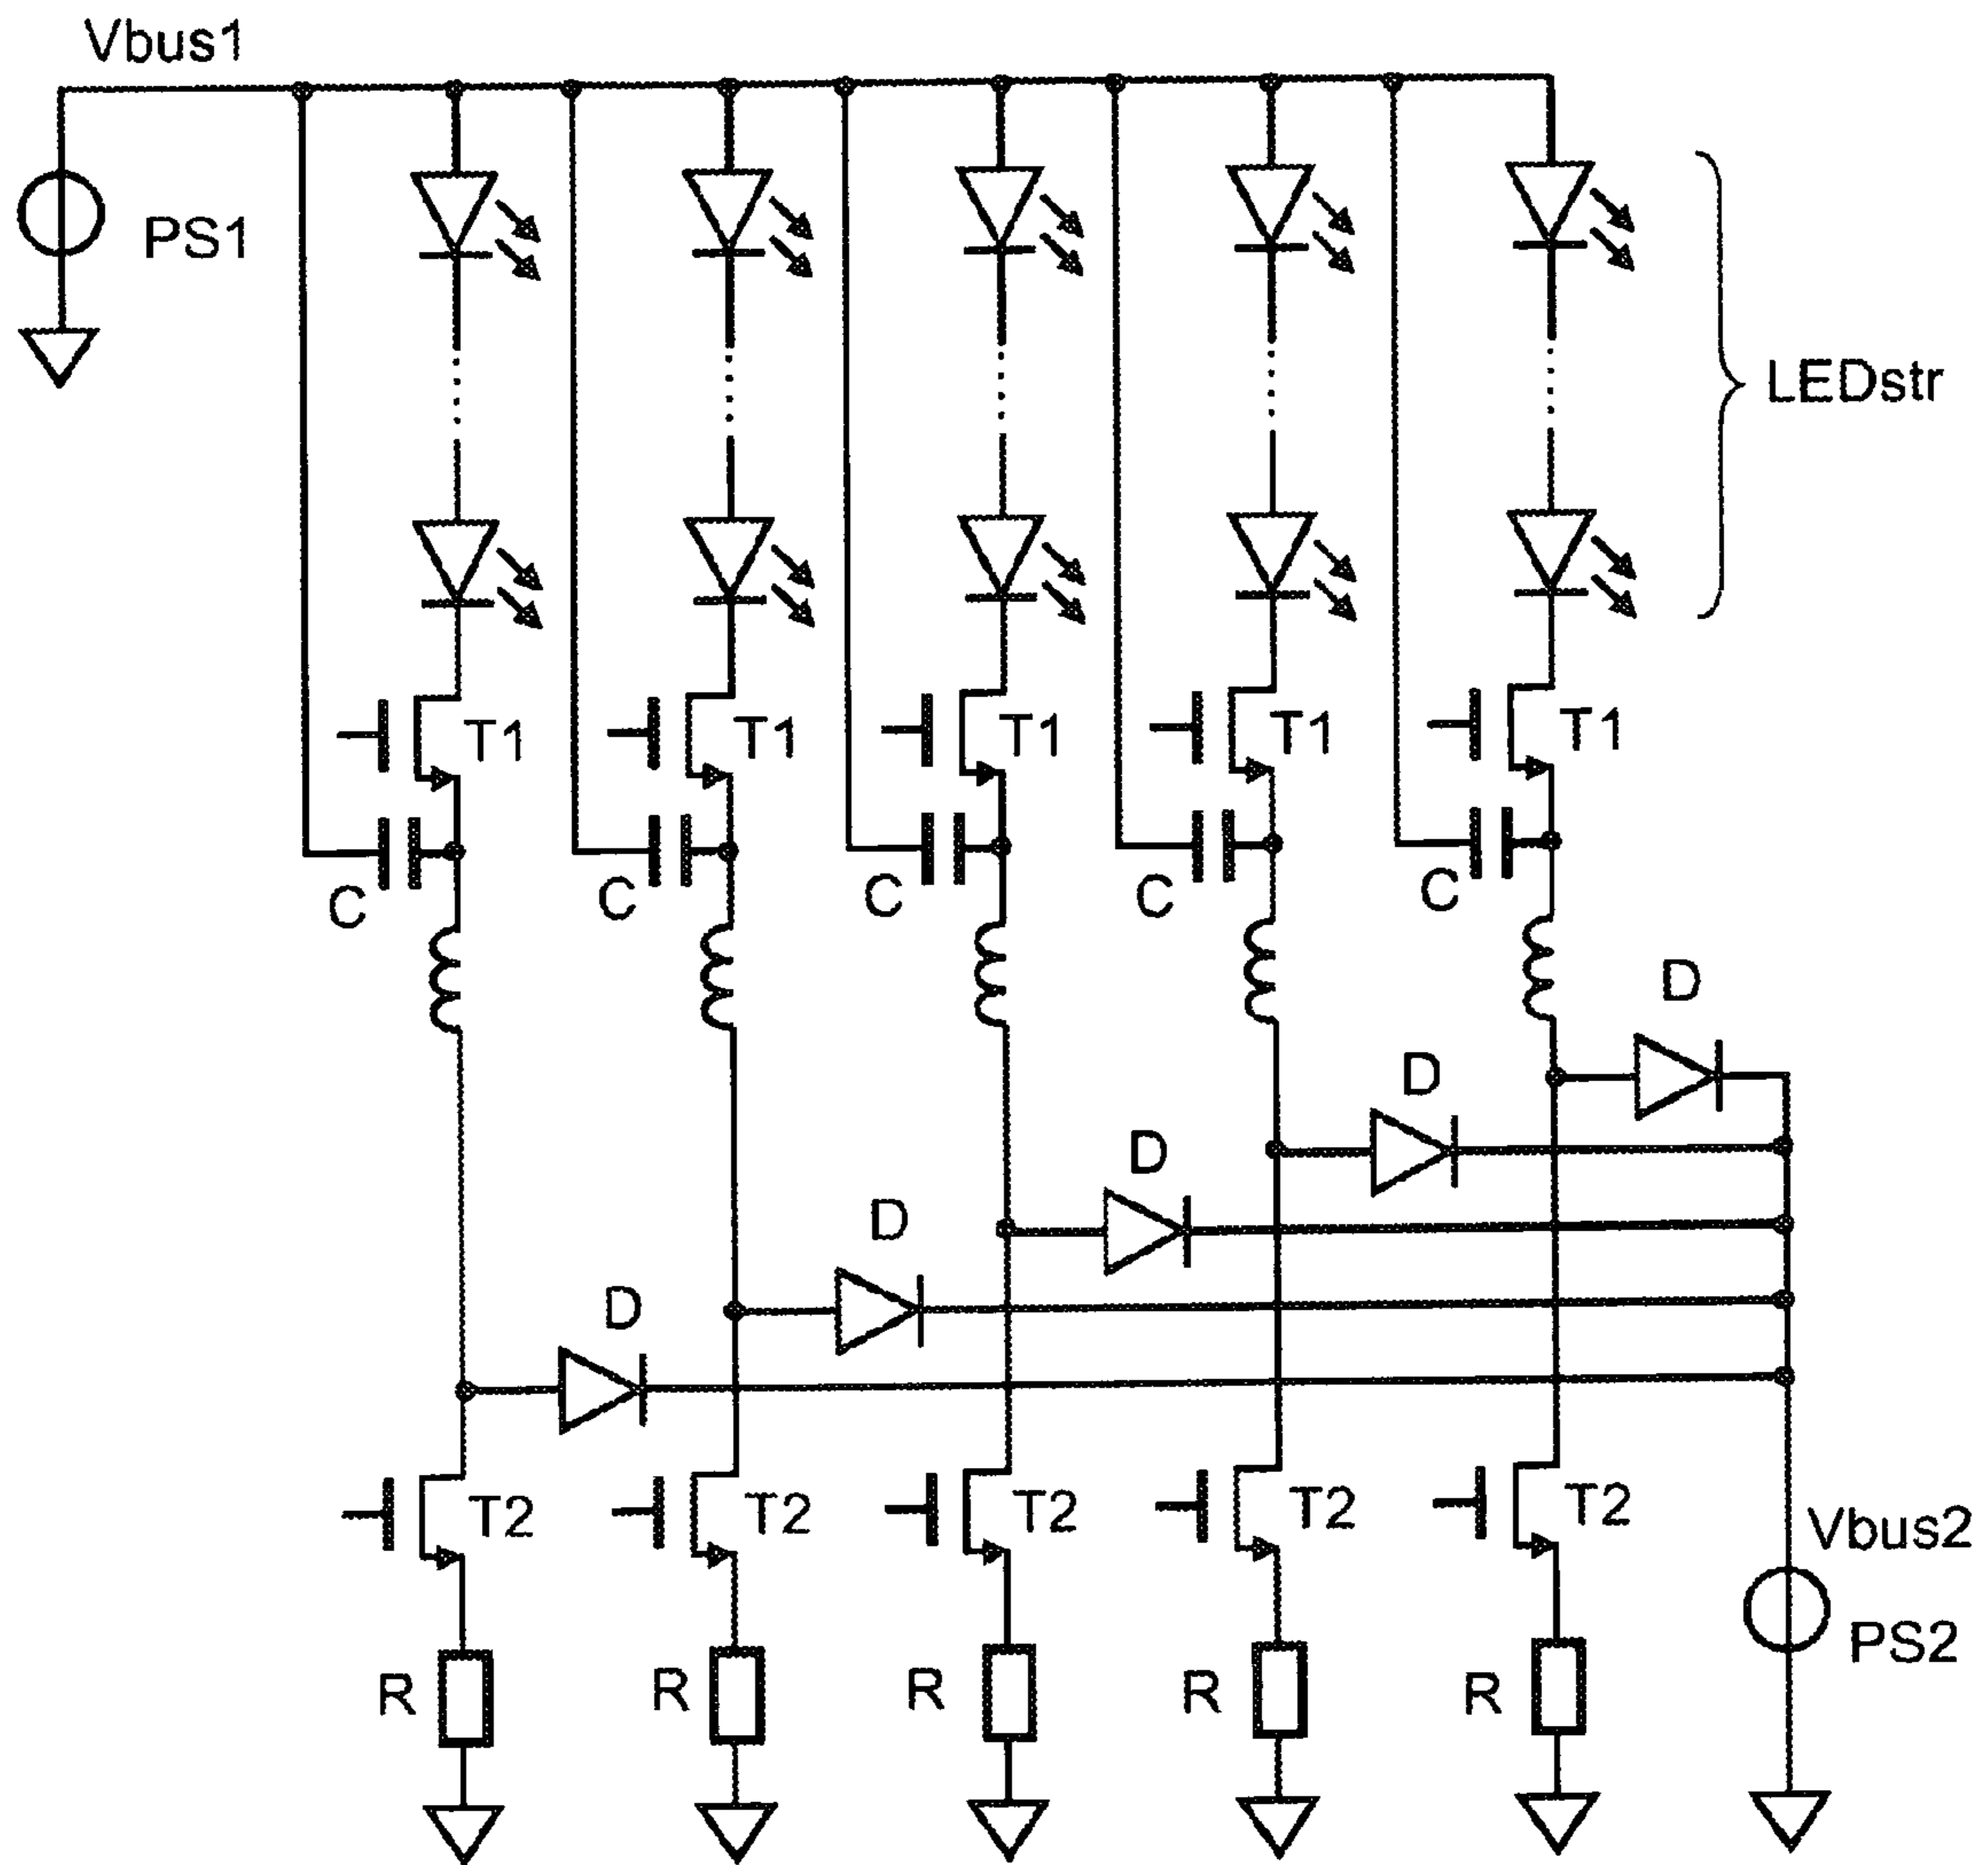 Vbus1
PS1
LEDstr
T1 T1 T1 T1 T1
C C C C C
D
D
D
D
D
T2 T2 T2 T2 T2
Vbus2
PS2
R R R R R